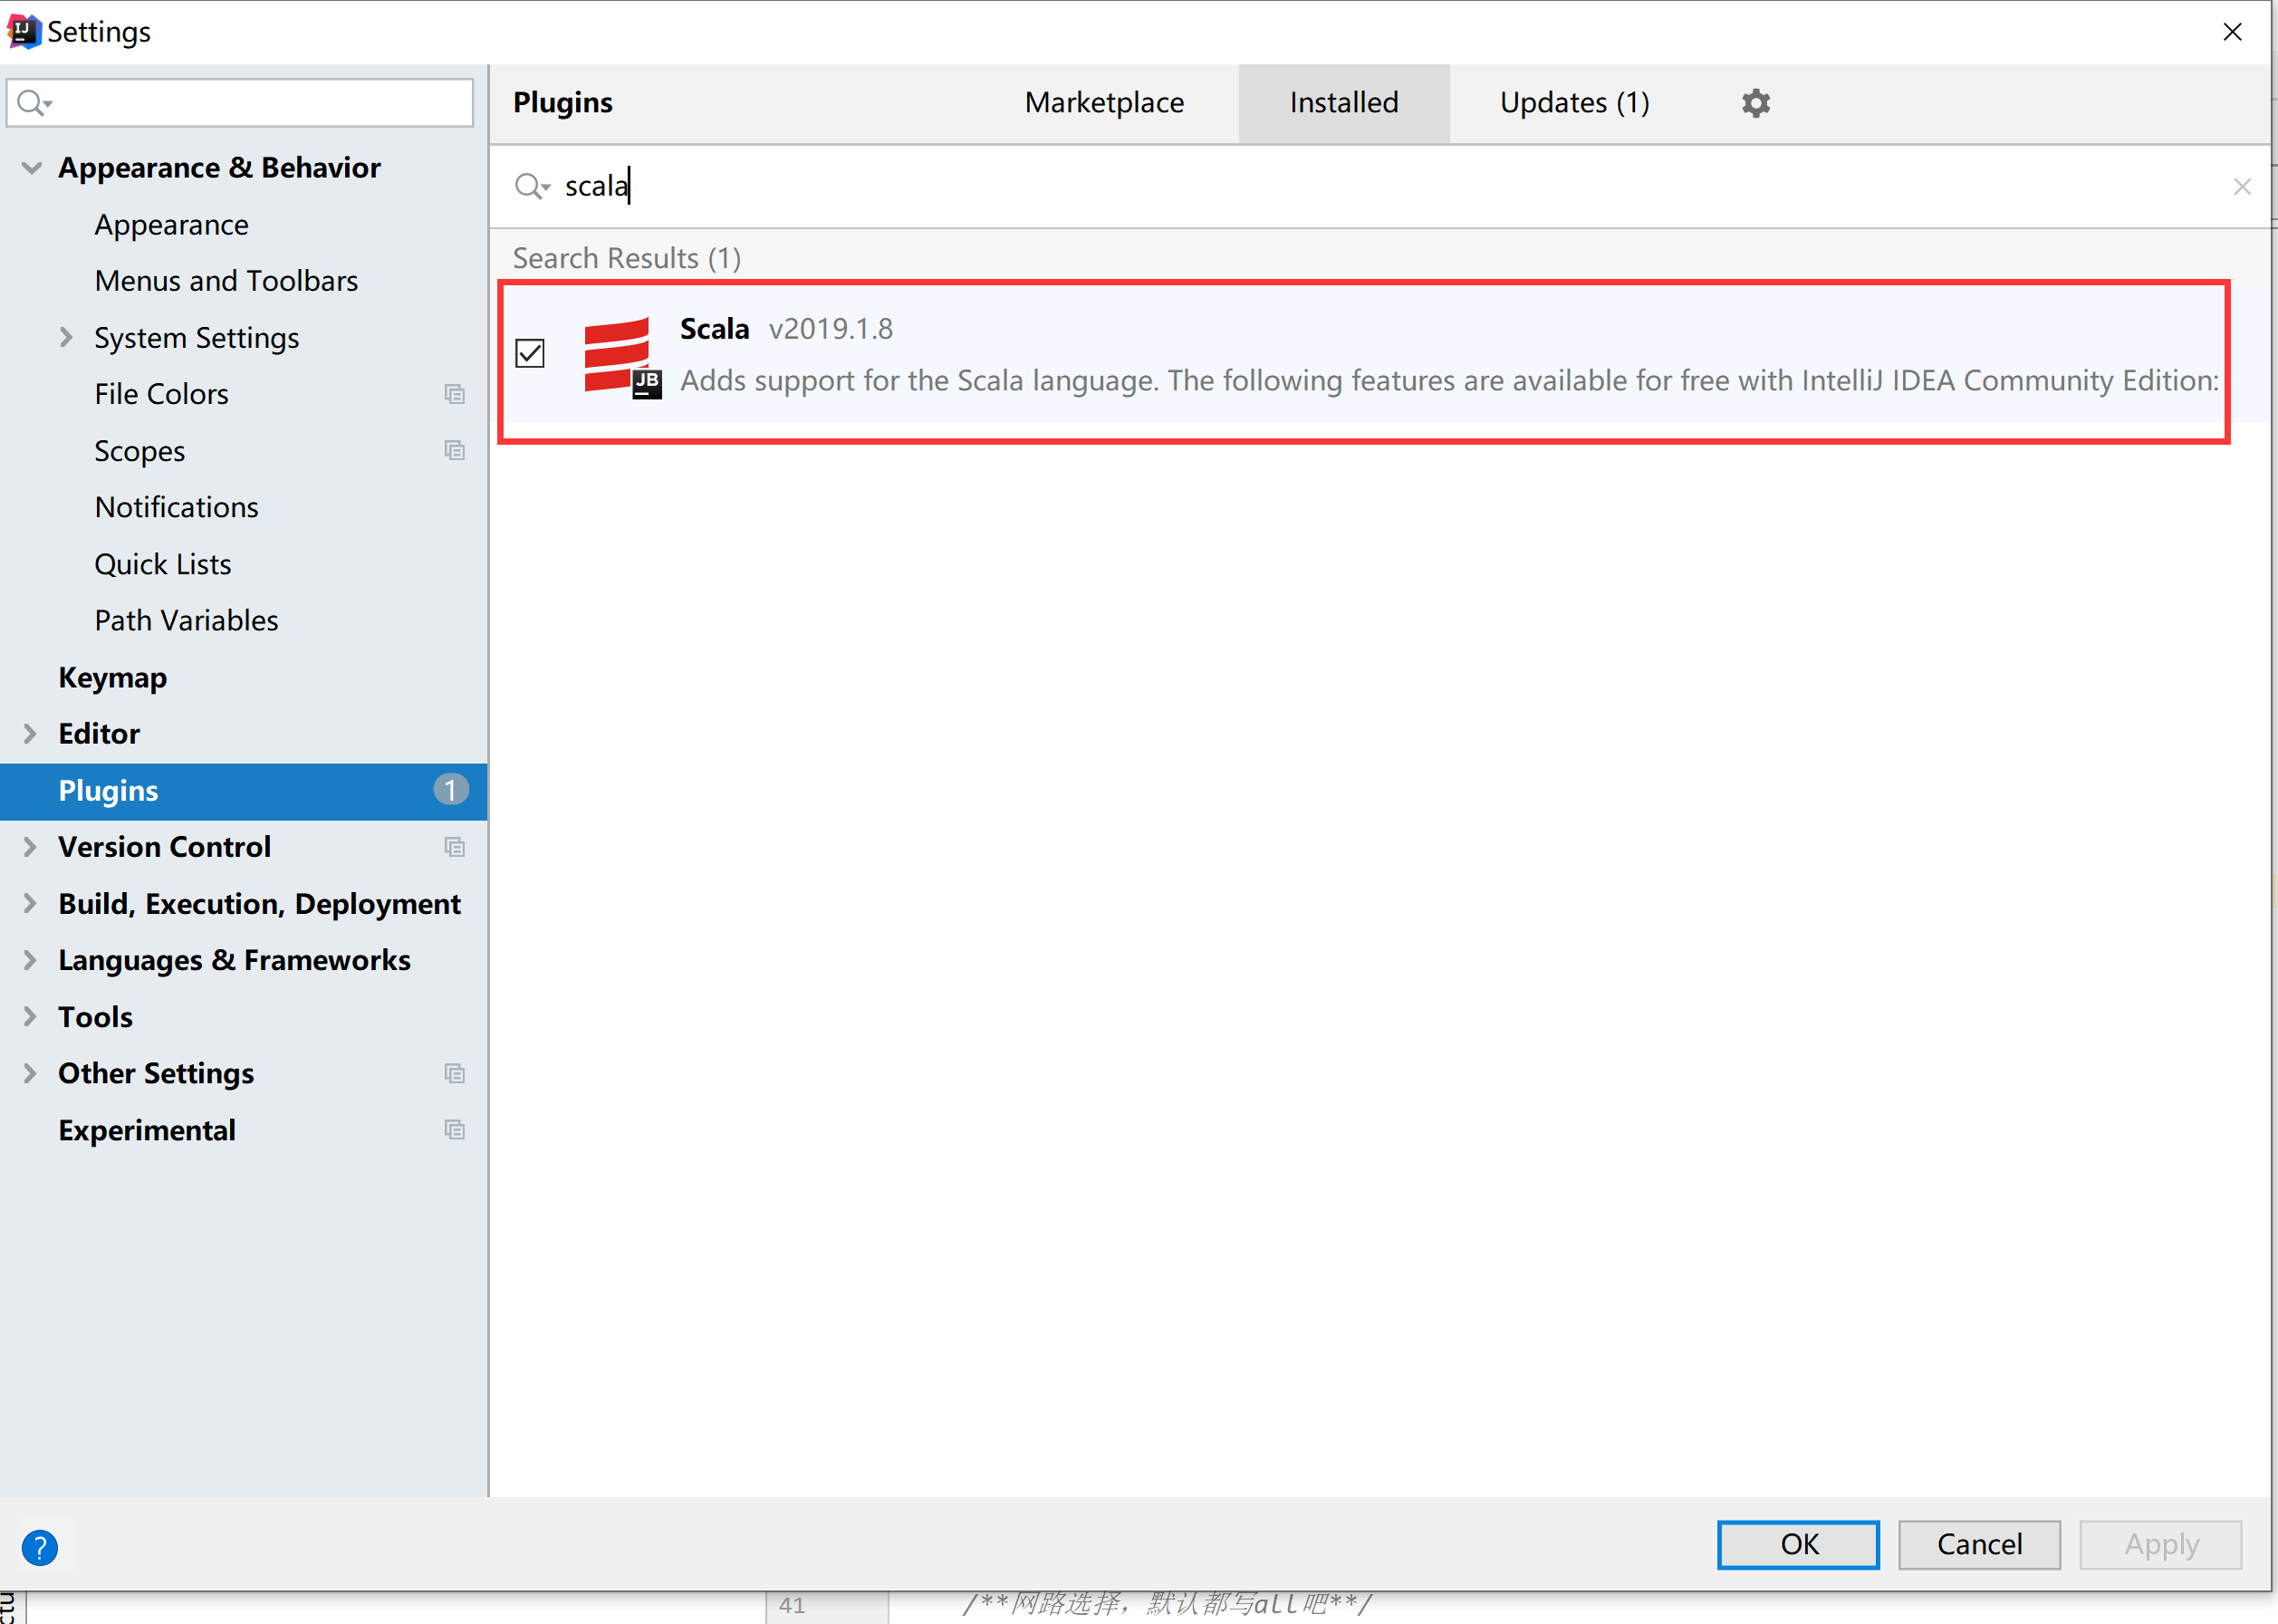 Settings
Plugins
Marketplace
Installed
Updates (1)
Appearance & Behavior
Appearance
Menus and Toolbars
System Settings
File Colors
Scopes
Notifications
Quick Lists
Path Variables
Keymap
Editor
Plugins 1
Version Control
Build, Execution, Deployment
Languages & Frameworks
Tools
Other Settings
Experimental
scala
Search Results (1)
Scala v2019.1.8
JB
Adds support for the Scala language. The following features are available for free with IntelliJ IDEA Community Edition:
?
OK
Cancel
Apply
41 /**网路选择，默认都写all吧**/